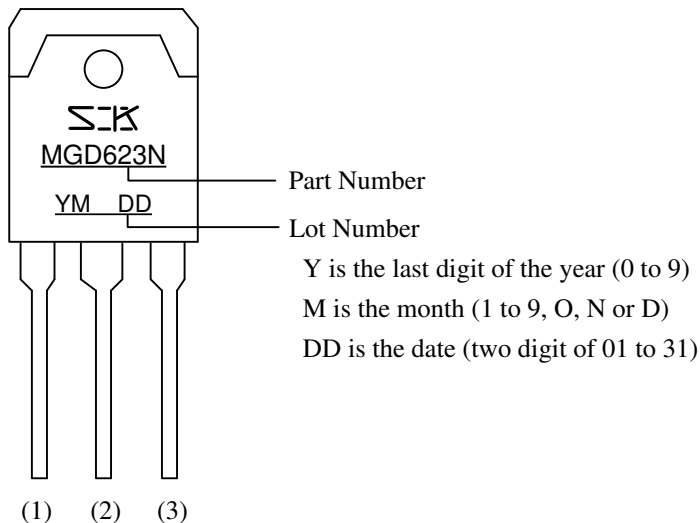 MGD623N
Part Number
YM DD
Lot Number
Y is the last digit of the year (0 to 9)
M is the month (1 to 9, O, N or D)
DD is the date (two digit of 01 to 31)
(1) (2) (3)